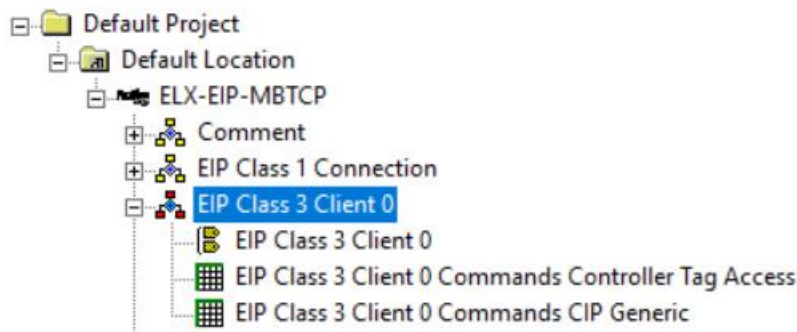 Default Project
Default Location
ELX-EIP-MBTCP
Comment
EIP Class 1 Connection
EIP Class 3 Client 0
EIP Class 3 Client 0
EIP Class 3 Client 0 Commands Controller Tag Access
EIP Class 3 Client 0 Commands CIP Generic